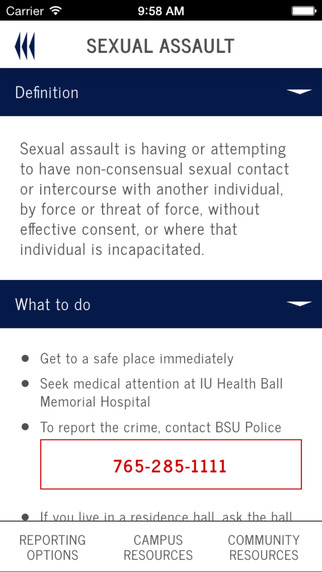 Carrier 9:58 AM
SEXUAL ASSAULT
Definition
Sexual assault is having or attempting
to have non-consensual sexual contact
or intercourse with another individual,
by force or threat of force, without
effective consent, or where that
individual is incapacitated.
What to do
● Get to a safe place immediately
● Seek medical attention at IU Health Ball
Memorial Hospital
● To report the crime, contact BSU Police
765-285-1111
● If you live in a residence hall, ask the hall
REPORTING
OPTIONS
CAMPUS
RESOURCES
COMMUNITY
RESOURCES